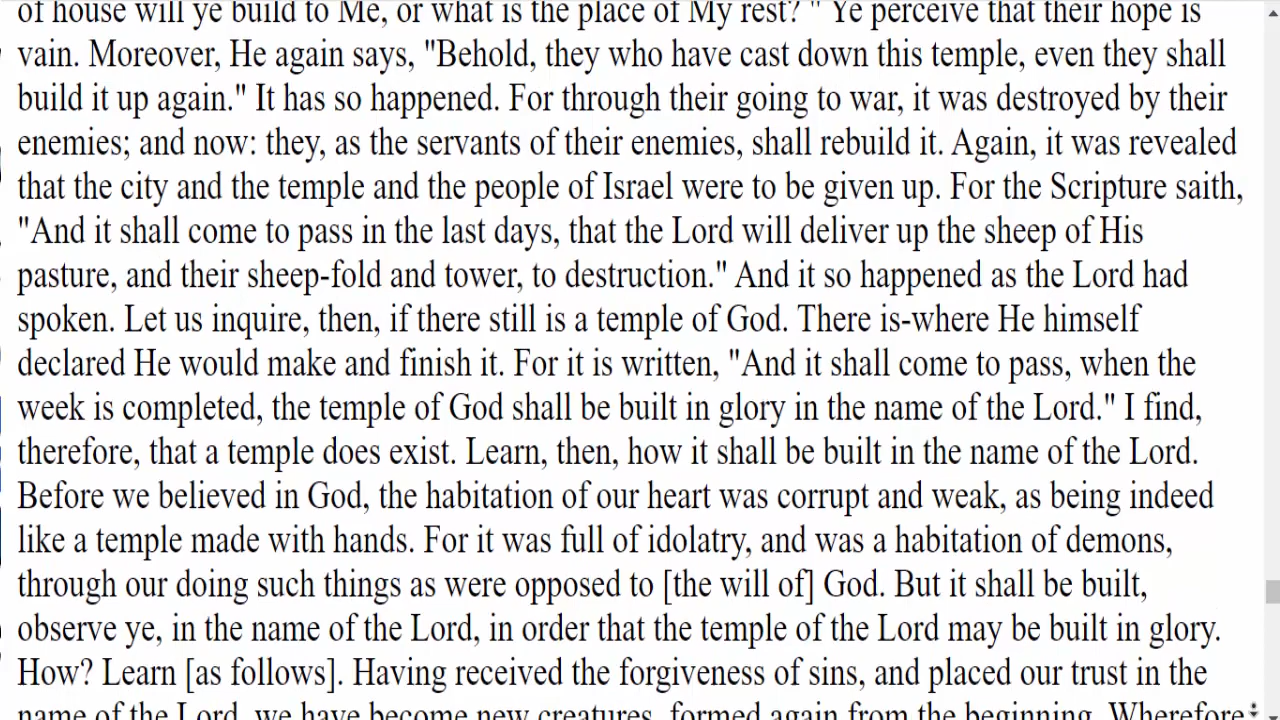 of house will ye build to Me, or what is the place of My rest? " Ye perceive that their hope is
vain. Moreover, He again says, "Behold, they who have cast down this temple, even they shall
build it up again." It has so happened. For through their going to war, it was destroyed by their
enemies; and now: they, as the servants of their enemies, shall rebuild it. Again, it was revealed
that the city and the temple and the people of Israel were to be given up. For the Scripture saith,
"And it shall come to pass in the last days, that the Lord will deliver up the sheep of His
pasture, and their sheep-fold and tower, to destruction." And it so happened as the Lord had
spoken. Let us inquire, then, if there still is a temple of God. There is-where He himself
declared He would make and finish it. For it is written, "And it shall come to pass, when the
week is completed, the temple of God shall be built in glory in the name of the Lord." I find,
therefore, that a temple does exist. Learn, then, how it shall be built in the name of the Lord.
Before we believed in God, the habitation of our heart was corrupt and weak, as being indeed
like a temple made with hands. For it was full of idolatry, and was a habitation of demons,
through our doing such things as were opposed to [the will of] God. But it shall be built,
observe ye, in the name of the Lord, in order that the temple of the Lord may be built in glory.
How? Learn [as follows]. Having received the forgiveness of sins, and placed our trust in the
name of the Lord, we have become new creatures, formed again from the beginning. Wherefore